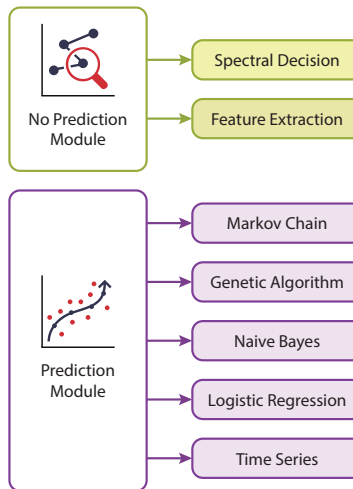 No Prediction
Module
Spectral Decision
Feature Extraction
Prediction
Module
Markov Chain
Genetic Algorithm
Naive Bayes
Logistic Regression
Time Series